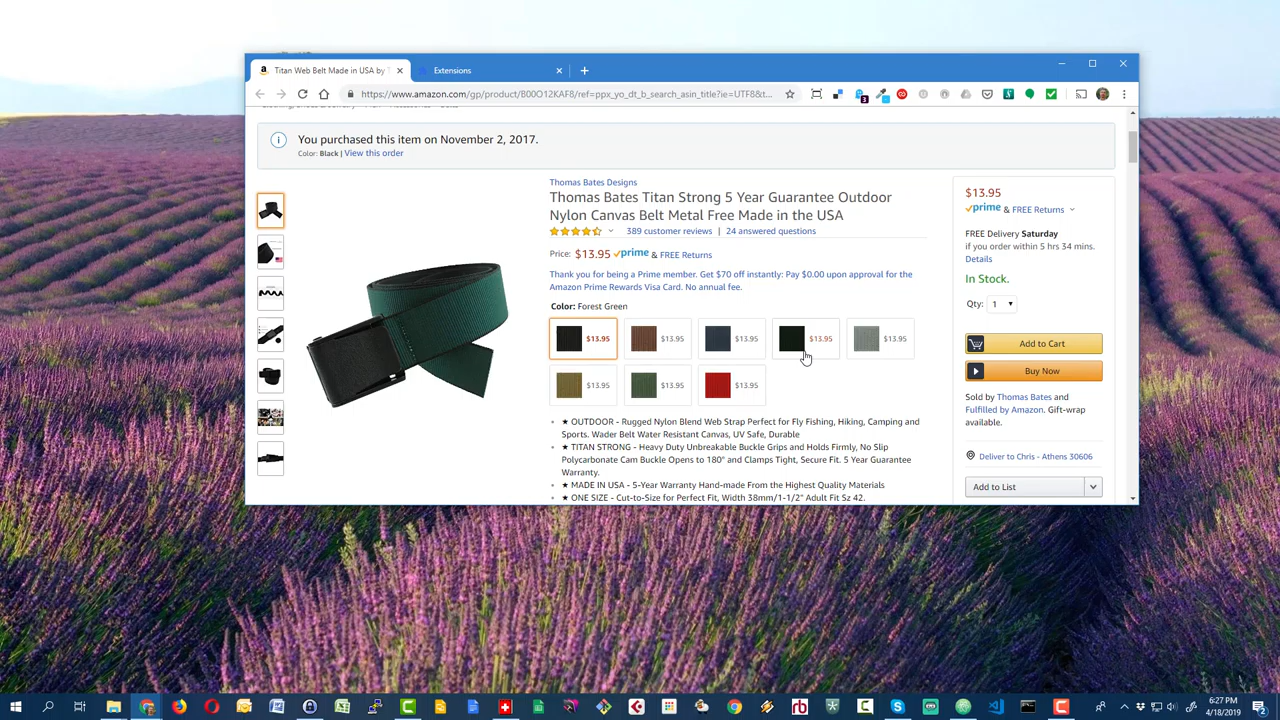 Titan Web Belt Made in USA by
Extensions
https://www.amazon.com/gp/product/B00O12KAF8/ref=ppx_yo_dt_b_search_asin_title?ie=UTF8&t...
You purchased this item on November 2, 2017.
Color: Black | View this order
Thomas Bates Designs
Thomas Bates Titan Strong 5 Year Guarantee Outdoor
Nylon Canvas Belt Metal Free Made in the USA
389 customer reviews | 24 answered questions
Price: $13.95 prime & FREE Returns
Thank you for being a Prime member. Get $70 off instantly: Pay $0.00 upon approval for the
Amazon Prime Rewards Visa Card. No annual fee.
Color: Forest Green
$13.95 $13.95 $13.95 $13.95 $13.95
$13.95 $13.95 $13.95
★ OUTDOOR - Rugged Nylon Blend Web Strap Perfect for Fly Fishing, Hiking, Camping and
Sports. Wader Belt Water Resistant Canvas, UV Safe, Durable
★ TITAN STRONG - Heavy Duty Unbreakable Buckle Grips and Holds Firmly, No Slip
Polycarbonate Cam Buckle Opens to 180° and Clamps Tight, Secure Fit. 5 Year Guarantee
Warranty.
★ MADE IN USA - 5-Year Warranty Hand-made From the Highest Quality Materials
★ ONE SIZE - Cut-to-Size for Perfect Fit, Width 38mm/1-1/2" Adult Fit Sz 42.
$13.95
prime & FREE Returns
FREE Delivery Saturday
if you order within 5 hrs 34 mins.
Details
In Stock.
Qty: 1
Add to Cart
Buy Now
Sold by Thomas Bates and
Fulfilled by Amazon. Gift-wrap
available.
Deliver to Chris - Athens 30606
Add to List
6:27 PM
4/18/2019